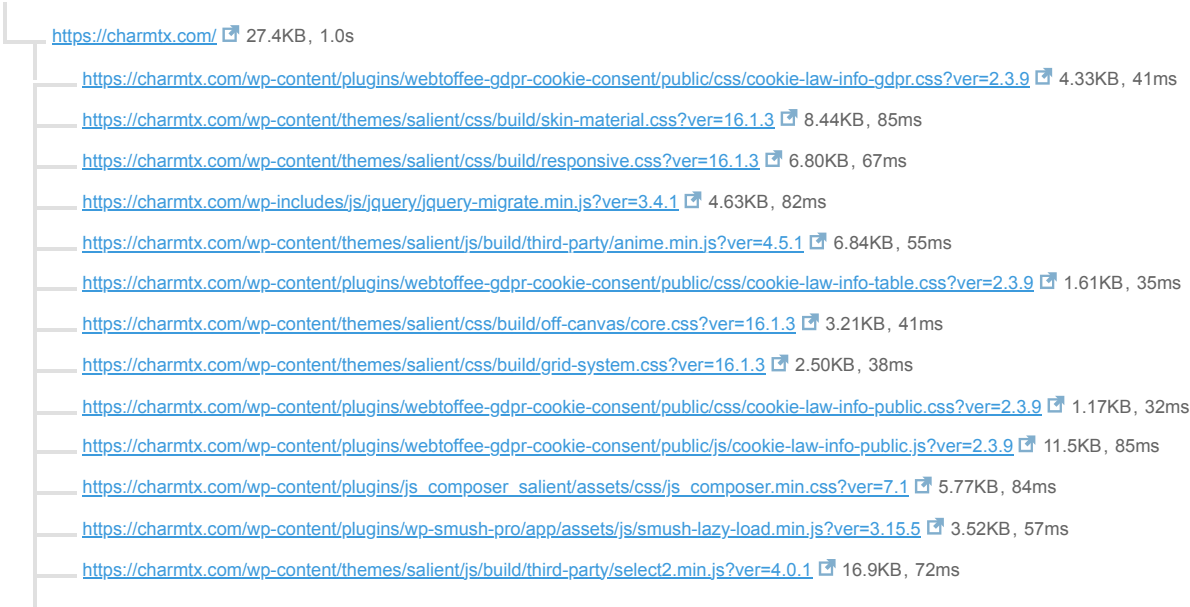 https://charmtx.com/ 27.4KB, 1.0s
https://charmtx.com/wp-content/plugins/webtoffee-gdpr-cookie-consent/public/css/cookie-law-info-gdpr.css?ver=2.3.9 4.33KB, 41ms
https://charmtx.com/wp-content/themes/salient/css/build/skin-material.css?ver=16.1.3 8.44KB, 85ms
https://charmtx.com/wp-content/themes/salient/css/build/responsive.css?ver=16.1.3 6.80KB, 67ms
https://charmtx.com/wp-includes/js/jquery/jquery-migrate.min.js?ver=3.4.1 4.63KB, 82ms
https://charmtx.com/wp-content/themes/salient/js/build/third-party/anime.min.js?ver=4.5.1 6.84KB, 55ms
https://charmtx.com/wp-content/plugins/webtoffee-gdpr-cookie-consent/public/css/cookie-law-info-table.css?ver=2.3.9 1.61KB, 35ms
https://charmtx.com/wp-content/themes/salient/css/build/off-canvas/core.css?ver=16.1.3 3.21KB, 41ms
https://charmtx.com/wp-content/themes/salient/css/build/grid-system.css?ver=16.1.3 2.50KB, 38ms
https://charmtx.com/wp-content/plugins/webtoffee-gdpr-cookie-consent/public/css/cookie-law-info-public.css?ver=2.3.9 1.17KB, 32ms
https://charmtx.com/wp-content/plugins/webtoffee-gdpr-cookie-consent/public/js/cookie-law-info-public.js?ver=2.3.9 11.5KB, 85ms
https://charmtx.com/wp-content/plugins/js_composer_salient/assets/css/js_composer.min.css?ver=7.1 5.77KB, 84ms
https://charmtx.com/wp-content/plugins/wp-smush-pro/app/assets/js/smush-lazy-load.min.js?ver=3.15.5 3.52KB, 57ms
https://charmtx.com/wp-content/themes/salient/js/build/third-party/select2.min.js?ver=4.0.1 16.9KB, 72ms